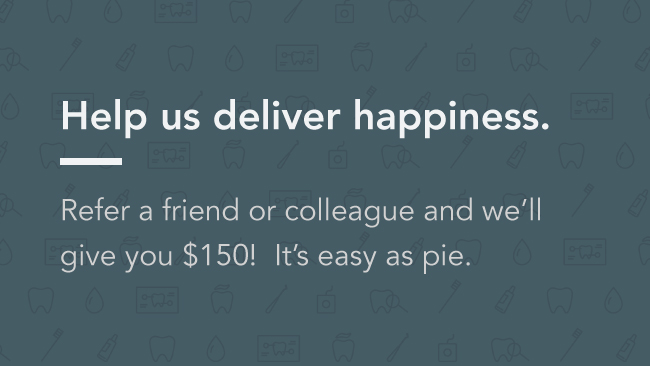 Help us deliver happiness.
Refer a friend or colleague and we’ll
give you $150!  It’s easy as pie.